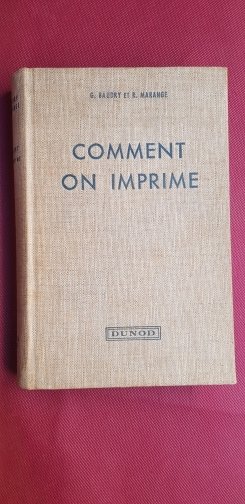 G. BAUDRY ET R. MARANGE
COMMENT
ON IMPRIME
DUNOD